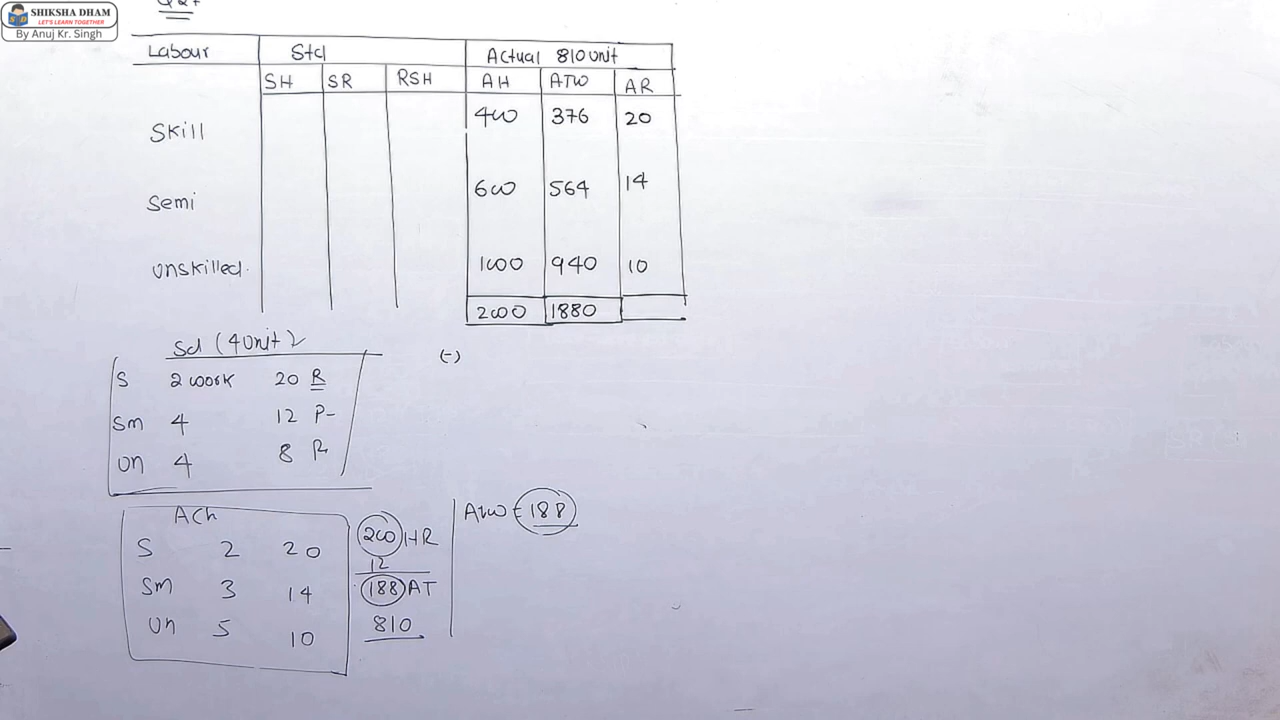 SHIKSHA DHAM
LET'S LEARN TOGETHER
By Anuj Kr. Singh
Labour Std Actual 810 unit
SH SR RSH AH ATW AR
Skill 400 376 20
Semi 600 564 14
Unskilled 1000 940 10
2000 1880
Sd (4 Unit)
S 2 work 20 R
Sm 4 12 P-
Un 4 8 R
(-)
Ach
S 2 20
Sm 3 14
Un 5 10
200 HR
12
188 AT
810
Atw = 188